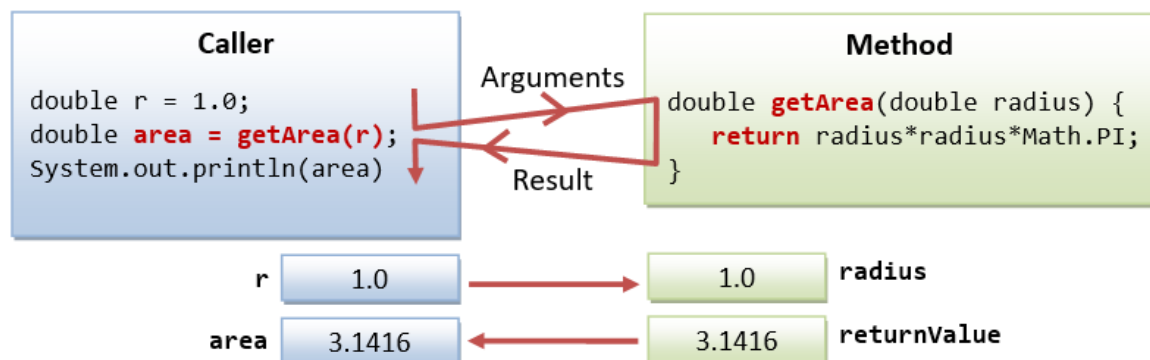 Caller
double r = 1.0;
double area = getArea(r);
System.out.println(area)
Arguments
Result
Method
double getArea(double radius) {
return radius*radius*Math.PI;
}
r 1.0 1.0 radius
area 3.1416 3.1416 returnValue